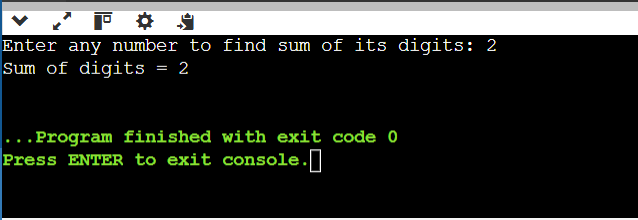 Enter any number to find sum of its digits: 2
Sum of digits = 2
...Program finished with exit code 0
Press ENTER to exit console.